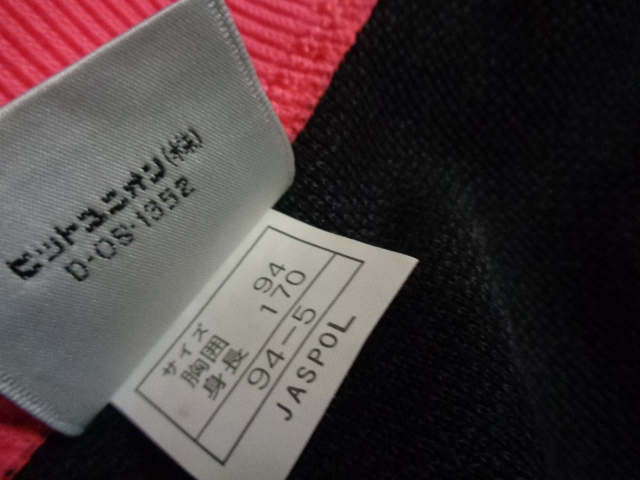 ヒットユニオン(株)
D-OS-1352
サイズ
胸囲 94
身長 170
94-5
JASPOL